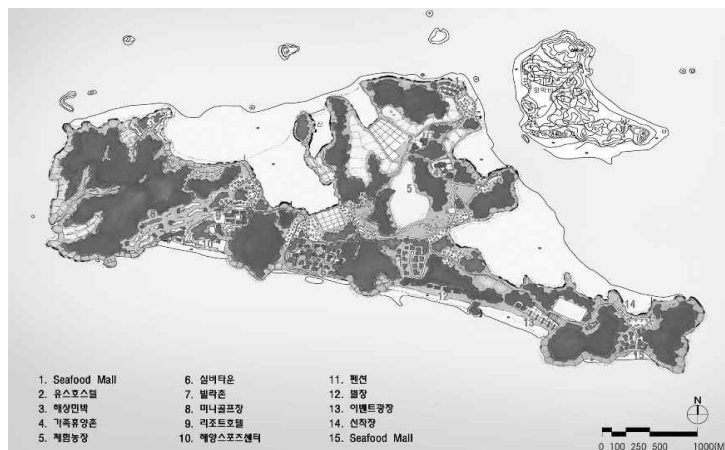 5
12
13
14
15
1. Seafood Mall
2. 유스호스텔
3. 해상민박
4. 가족휴양촌
5. 체험농장
6. 실버타운
7. 빌라촌
8. 미니골프장
9. 리조트호텔
10. 해양스포츠센터
11. 펜션
12. 별장
13. 이벤트광장
14. 선착장
15. Seafood Mall
N
0 100 250 500 1000(M